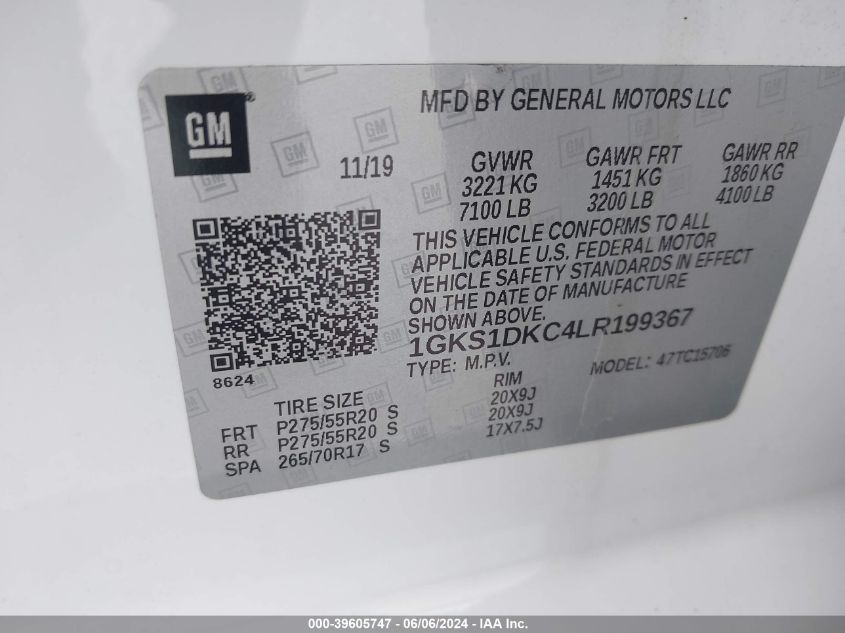 GM
MFD BY GENERAL MOTORS LLC
11/19
GVWR GAWR FRT GAWR RR
3221 KG 1451 KG 1860 KG
7100 LB 3200 LB 4100 LB
THIS VEHICLE CONFORMS TO ALL
APPLICABLE U.S. FEDERAL MOTOR
VEHICLE SAFETY STANDARDS IN EFFECT
ON THE DATE OF MANUFACTURE
SHOWN ABOVE.
1GKS1DKC4LR199367
TYPE: M.P.V. MODEL: 47TC15706
8624
TIRE SIZE RIM
FRT P275/55R20 S 20X9J
RR P275/55R20 S 20X9J
SPA 265/70R17 S 17X7.5J
000-39605747 - 06/06/2024 - IAA Inc.